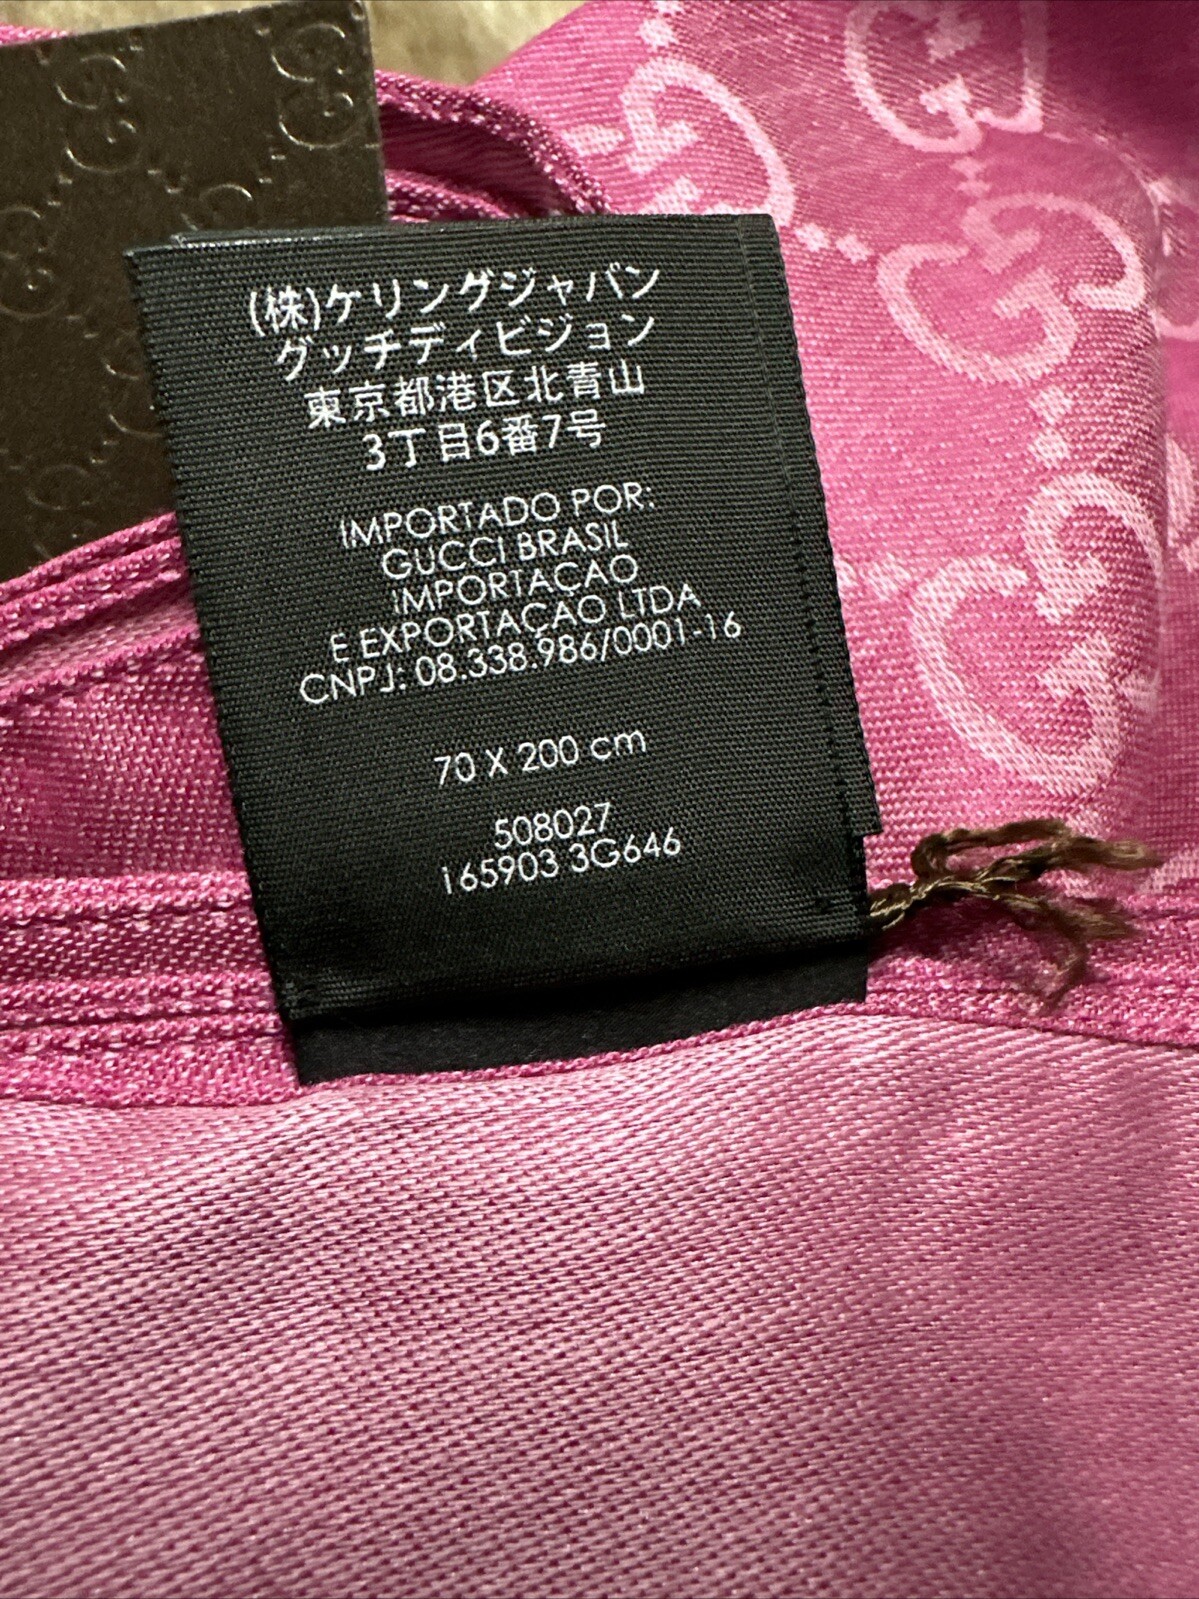 (株)ケリングジャパン
グッチディビジョン
東京都港区北青山
3丁目6番7号
IMPORTADO POR:
GUCCI BRASIL
IMPORTAÇAO
E EXPORTAÇAO LTDA
CNPJ: 08.338.986/0001-16
70 X 200 cm
508027
165903 3G646